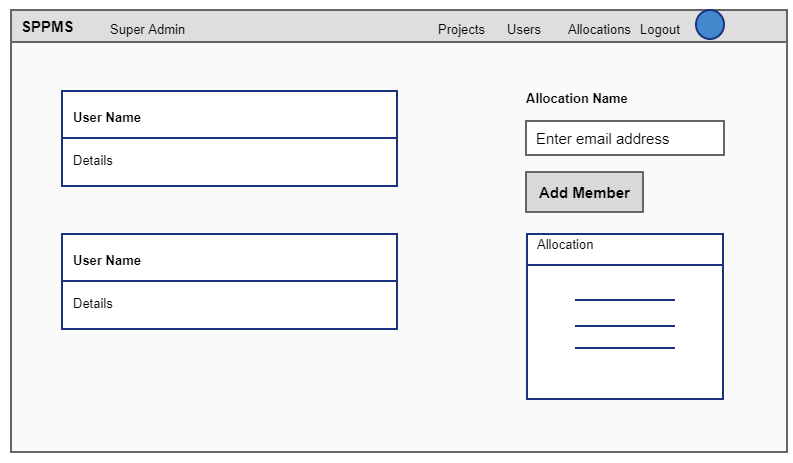 SPPMS Super Admin Projects Users Allocations Logout
User Name
Details
User Name
Details
Allocation Name
Enter email address
Add Member
Allocation